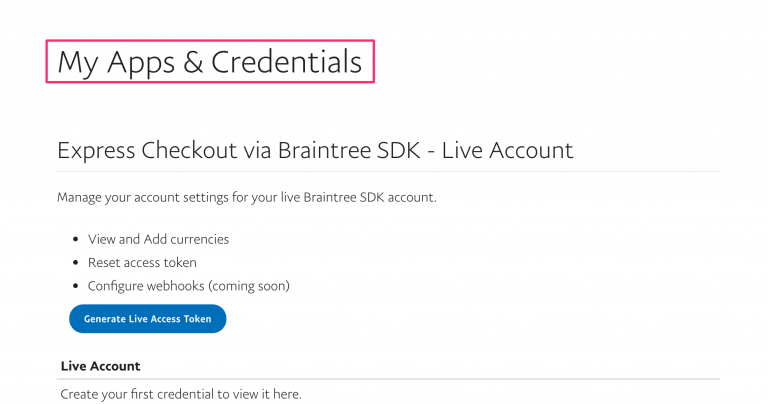 My Apps & Credentials
Express Checkout via Braintree SDK - Live Account
Manage your account settings for your live Braintree SDK account.
• View and Add currencies
• Reset access token
• Configure webhooks (coming soon)
Generate Live Access Token
Live Account
Create your first credential to view it here.